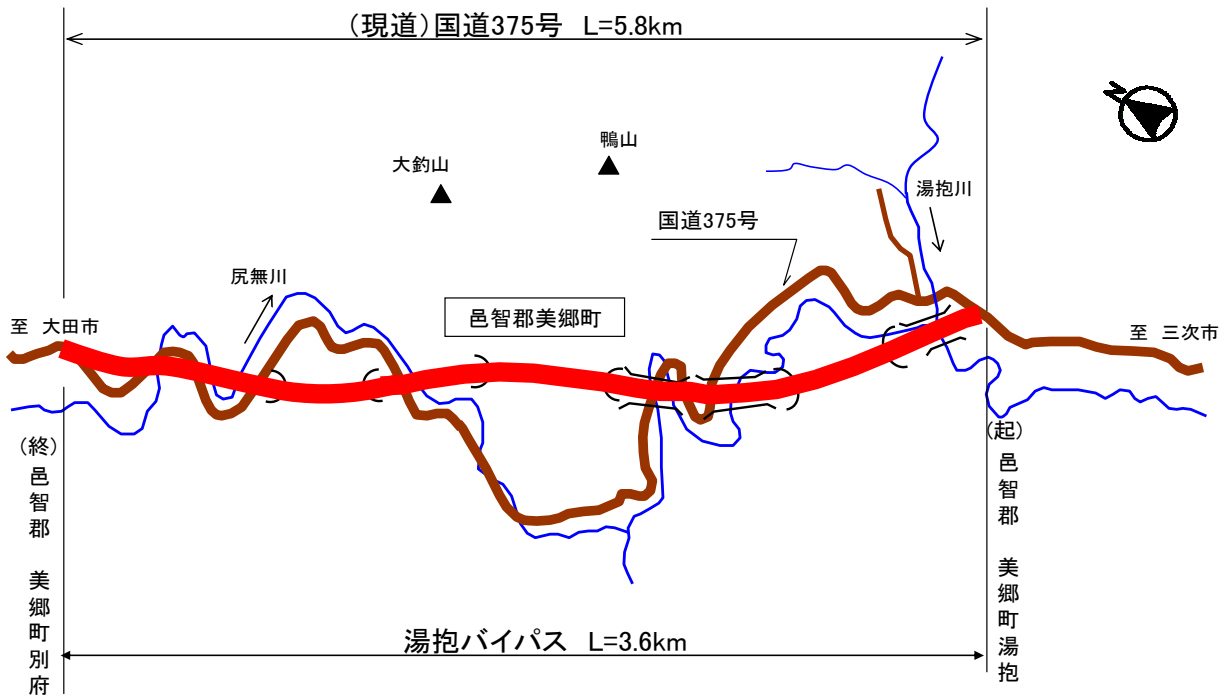 (現道)国道375号 L=5.8km
N
鴨山
大釣山
湯抱川
国道375号
尻無川
邑智郡美郷町
至 大田市
至 三次市
(終)
邑智郡 美郷町別府
(起)
邑智郡 美郷町湯抱
湯抱バイパス L=3.6km